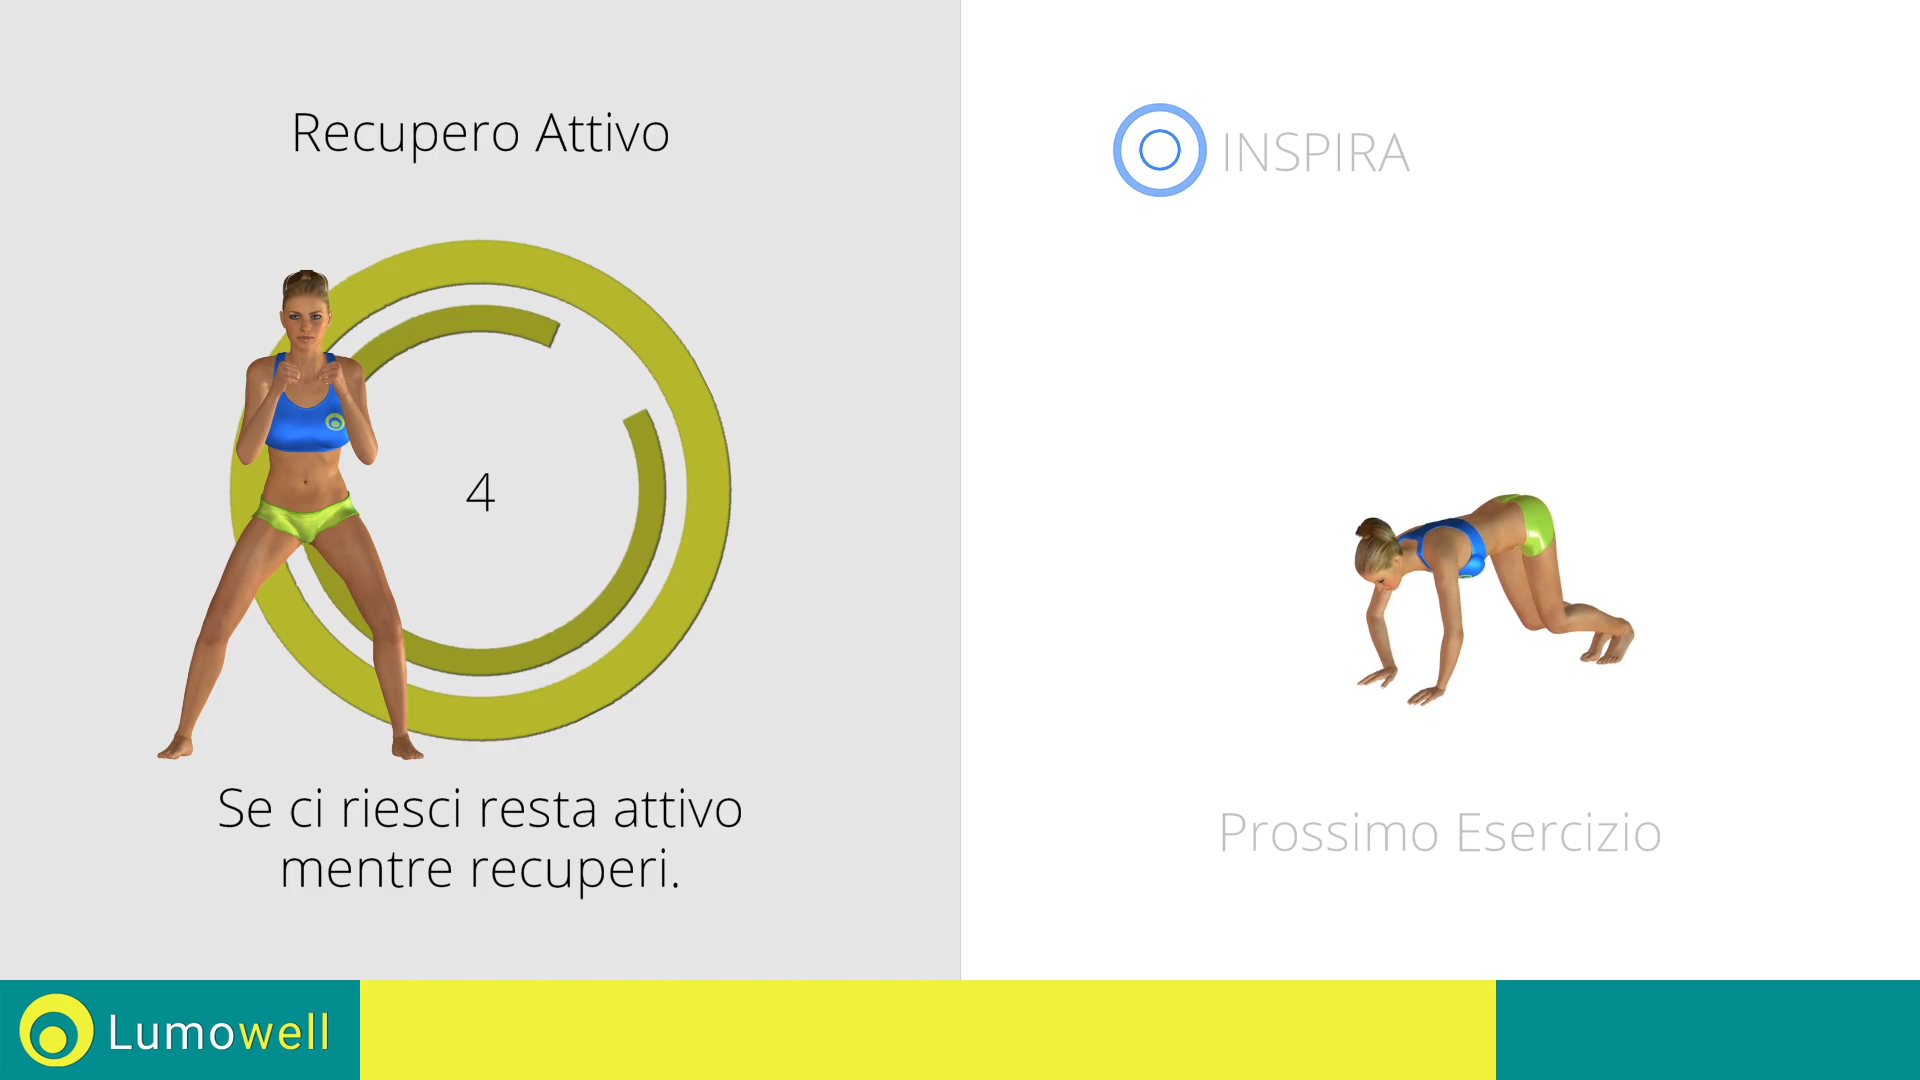 Recupero Attivo
4
Se ci riesci resta attivo
mentre recuperi.
INSPIRA
Prossimo Esercizio
Lumowell